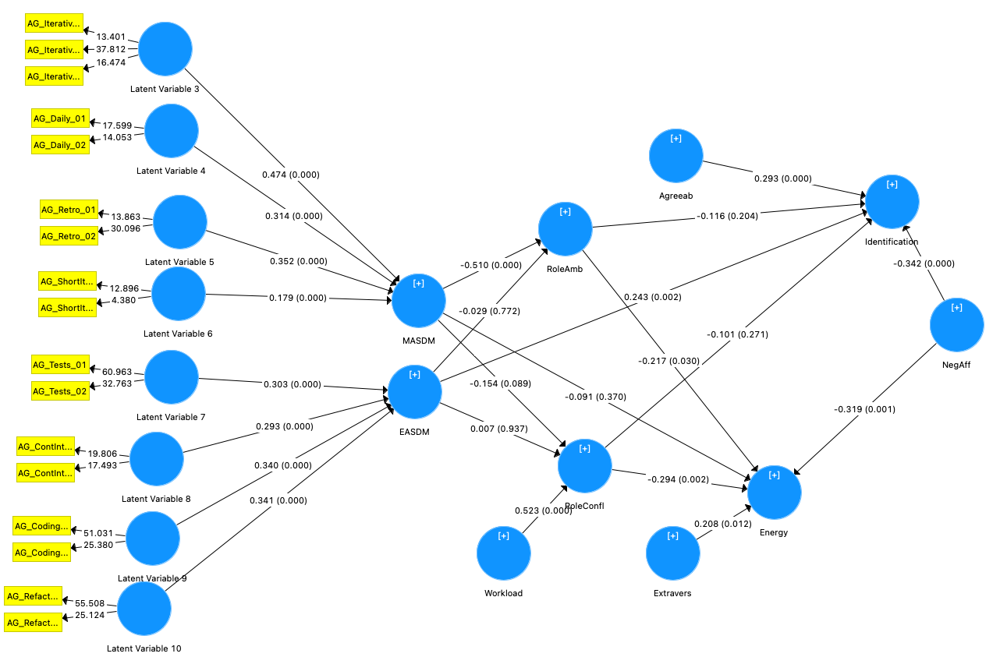 AG_Iterativ...
13.401
AG_Iterativ...
37.812
16.474
AG_Iterativ...
Latent Variable 3
AG_Daily_01
17.599
14.053
AG_Daily_02
Latent Variable 4
AG_Retro_01
13.863
30.096
AG_Retro_02
Latent Variable 5
AG_ShortIt...
12.896
4.380
AG_ShortIt...
Latent Variable 6
AG_Tests_01
60.963
32.763
AG_Tests_02
Latent Variable 7
AG_ContInt...
19.806
17.493
AG_ContInt...
Latent Variable 8
AG_Coding...
51.031
25.380
AG_Coding...
Latent Variable 9
AG_Refact...
55.508
25.124
AG_Refact...
Latent Variable 10
0.474 (0.000)
0.314 (0.000)
0.352 (0.000)
0.179 (0.000)
0.303 (0.000)
0.293 (0.000)
0.340 (0.000)
0.341 (0.000)
[+]
MASDM
[+]
EASDM
-0.510 (0.000)
-0.029 (0.772)
-0.154 (0.089)
0.007 (0.937)
-0.091 (0.370)
0.243 (0.002)
[+]
RoleAmb
-0.116 (0.204)
-0.217 (0.030)
[+]
RoleConfl
-0.101 (0.271)
-0.294 (0.002)
0.523 (0.000)
[+]
Workload
[+]
Agreeab
0.293 (0.000)
[+]
Identification
-0.342 (0.000)
[+]
NegAff
-0.319 (0.001)
[+]
Energy
0.208 (0.012)
[+]
Extravers